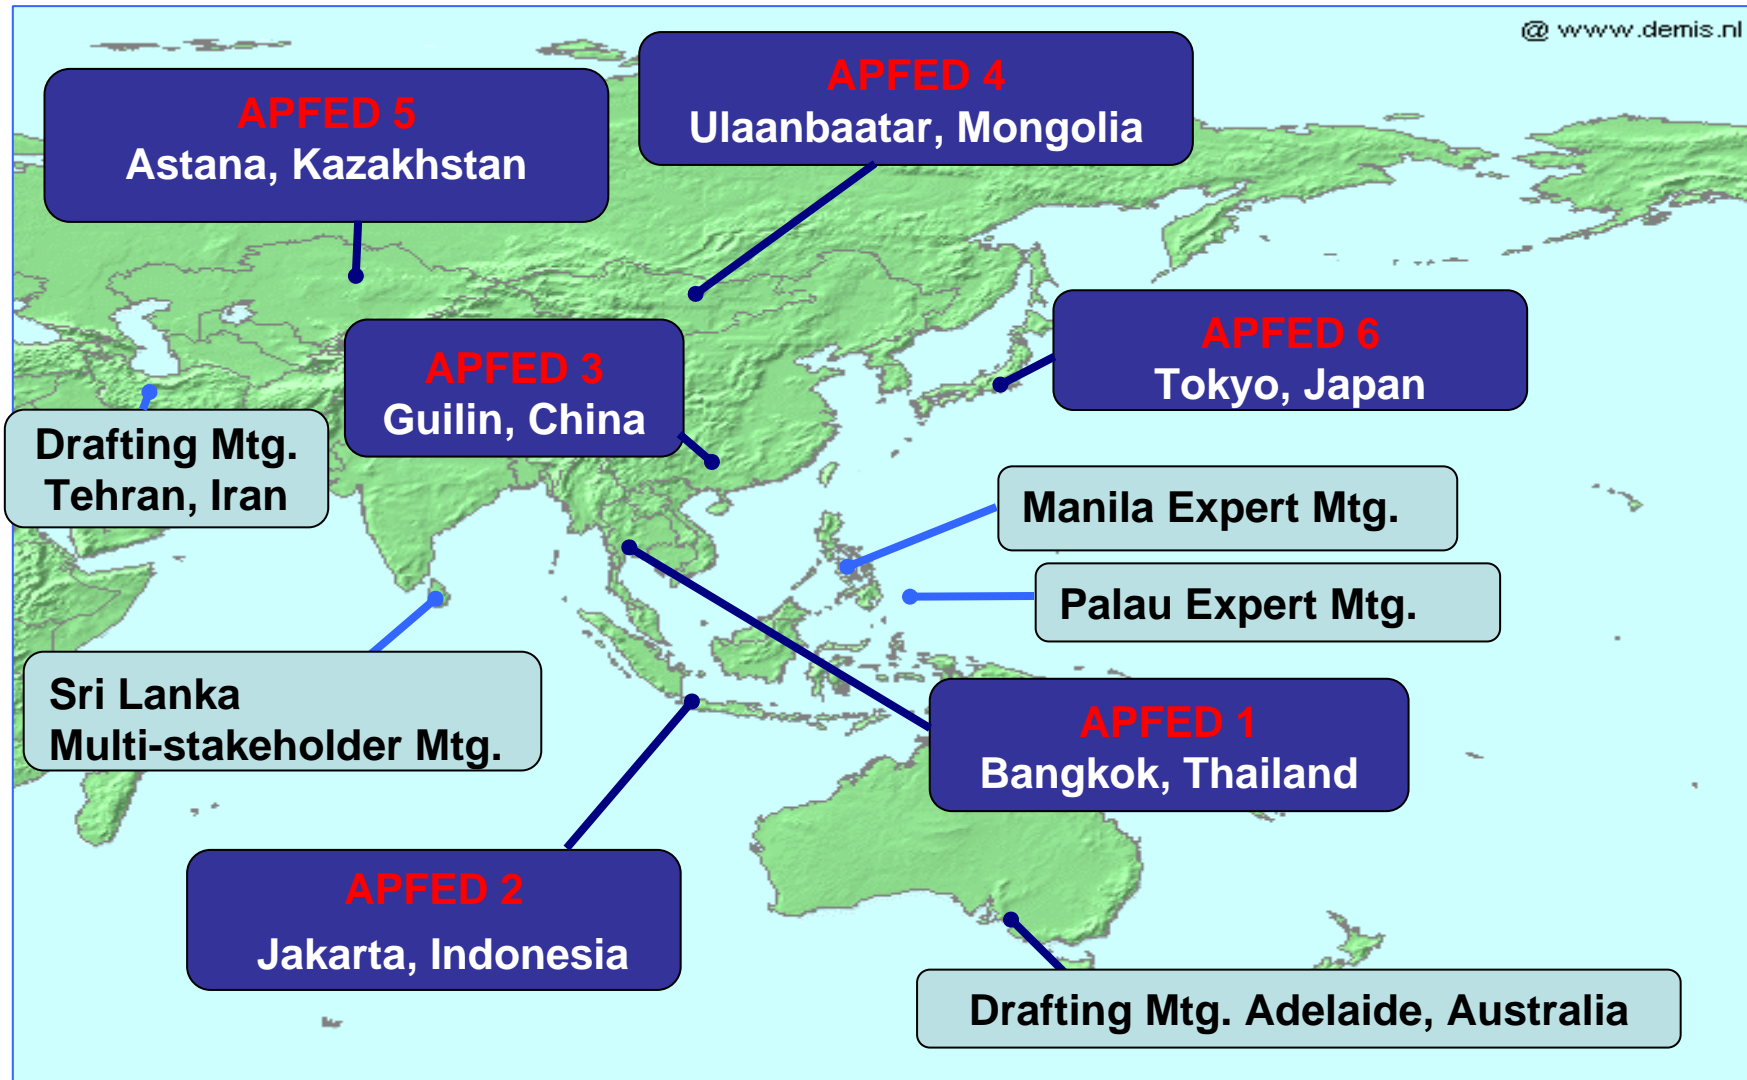 @ www.demis.nl
APFED 4
Ulaanbaatar, Mongolia
APFED 5
Astana, Kazakhstan
APFED 6
Tokyo, Japan
APFED 3
Guilin, China
Drafting Mtg.
Tehran, Iran
Manila Expert Mtg.
Palau Expert Mtg.
Sri Lanka
Multi-stakeholder Mtg.
APFED 1
Bangkok, Thailand
APFED 2
Jakarta, Indonesia
Drafting Mtg. Adelaide, Australia